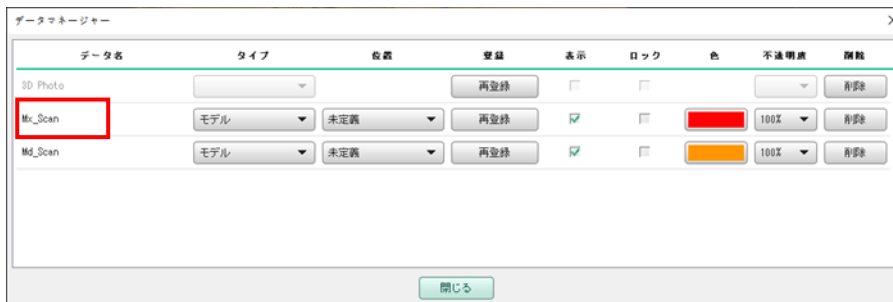 データマネージャー
データ名 タイプ 位置 登録 表示 ロック 色 不透明度 削除
3D Photo 再登録 削除
Mx_Scan モデル 未定義 再登録 100% 削除
Md_Scan モデル 未定義 再登録 100% 削除
閉じる